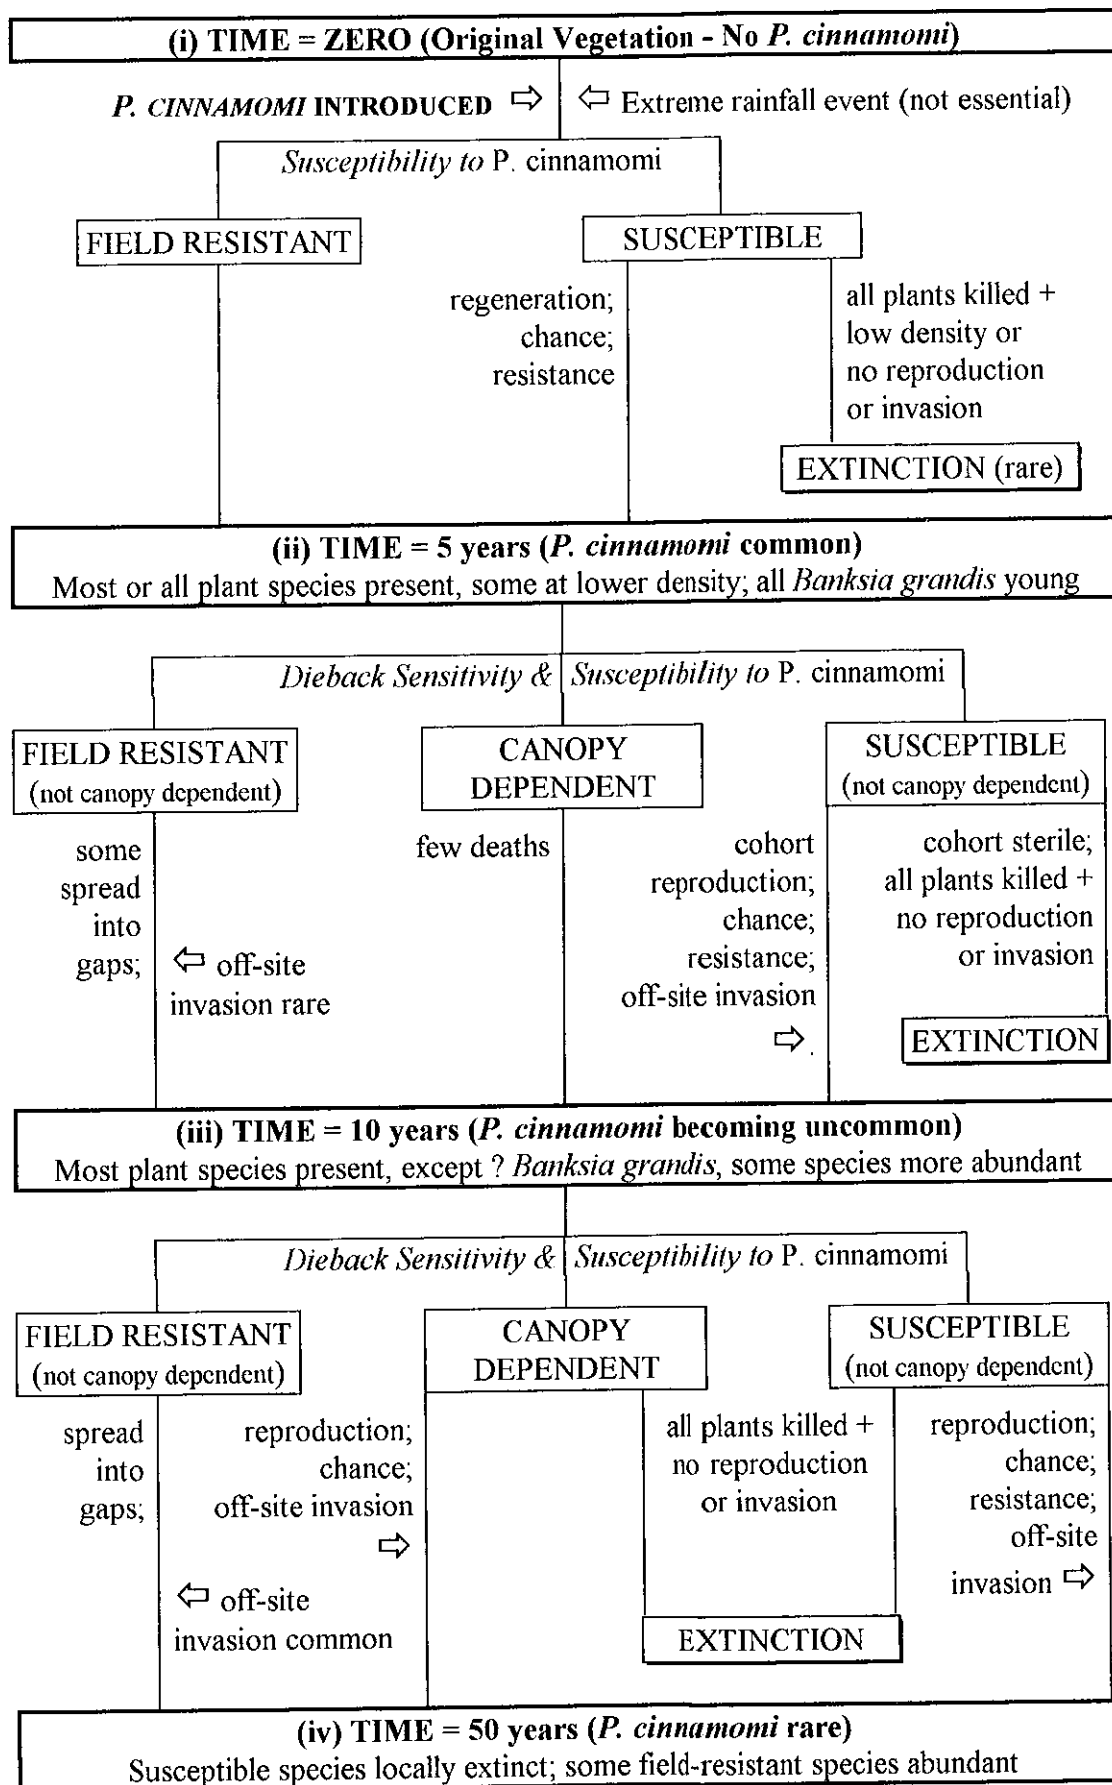 (i) TIME = ZERO (Original Vegetation - No P. cinnamomi)
P. CINNAMOMI INTRODUCED ⇨
⇦ Extreme rainfall event (not essential)
Susceptibility to P. cinnamomi
FIELD RESISTANT
SUSCEPTIBLE
regeneration;
chance;
resistance
all plants killed +
low density or
no reproduction
or invasion
EXTINCTION (rare)
(ii) TIME = 5 years (P. cinnamomi common)
Most or all plant species present, some at lower density; all Banksia grandis young
Dieback Sensitivity & Susceptibility to P. cinnamomi
FIELD RESISTANT
(not canopy dependent)
CANOPY
DEPENDENT
SUSCEPTIBLE
(not canopy dependent)
some
spread
into
gaps;
⇦ off-site
invasion rare
few deaths
cohort
reproduction;
chance;
resistance;
off-site invasion
⇨
cohort sterile;
all plants killed +
no reproduction
or invasion
EXTINCTION
(iii) TIME = 10 years (P. cinnamomi becoming uncommon)
Most plant species present, except ? Banksia grandis, some species more abundant
Dieback Sensitivity & Susceptibility to P. cinnamomi
FIELD RESISTANT
(not canopy dependent)
CANOPY
DEPENDENT
SUSCEPTIBLE
(not canopy dependent)
spread
into
gaps;
⇦ off-site
invasion common
reproduction;
chance;
off-site invasion
⇨
all plants killed +
no reproduction
or invasion
EXTINCTION
reproduction;
chance;
resistance;
off-site
invasion ⇨
(iv) TIME = 50 years (P. cinnamomi rare)
Susceptible species locally extinct; some field-resistant species abundant